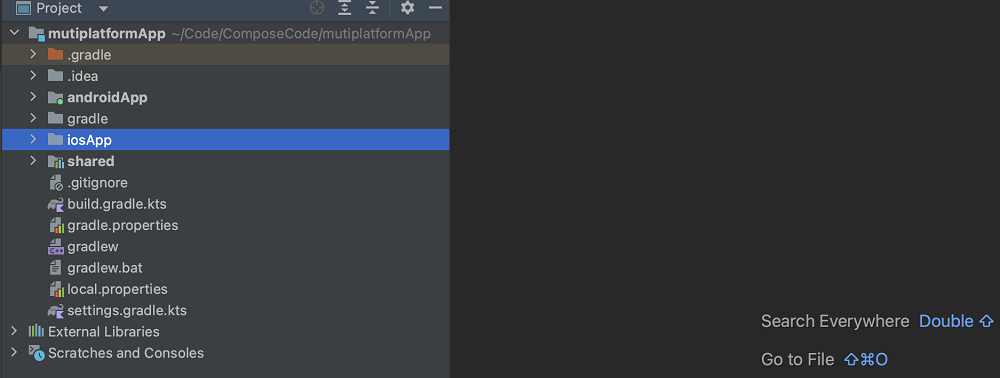 Project
mutiplatformApp ~/Code/ComposeCode/mutiplatformApp
.gradle
.idea
androidApp
gradle
iosApp
shared
.gitignore
build.gradle.kts
gradle.properties
C++ gradlew
gradlew.bat
local.properties
settings.gradle.kts
External Libraries
Scratches and Consoles
Search Everywhere Double ⇧
Go to File ⇧⌘O